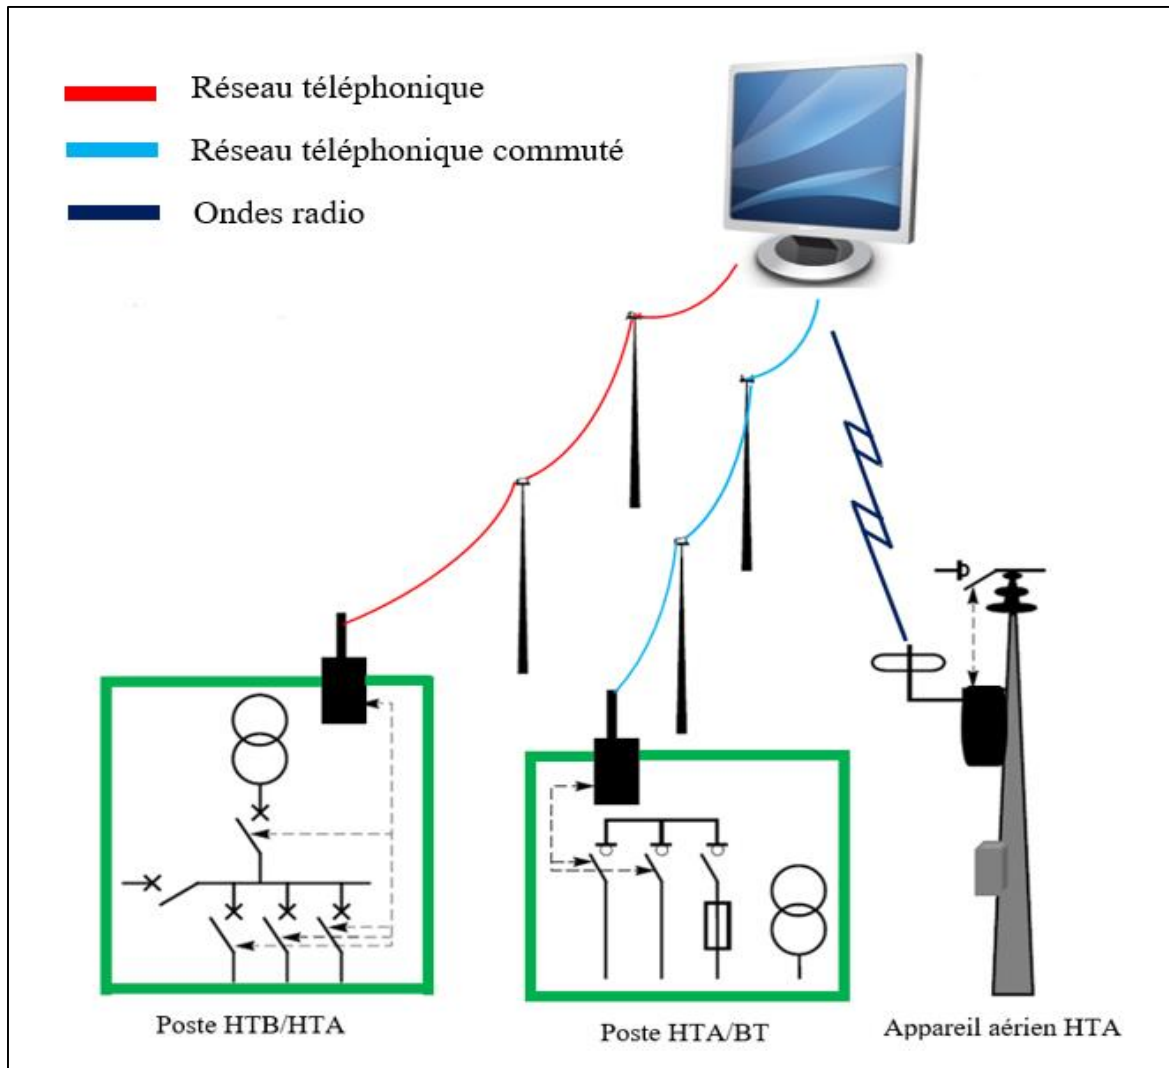 Réseau téléphonique
Réseau téléphonique commuté
Ondes radio
Poste HTB/HTA
Poste HTA/BT
Appareil aérien HTA